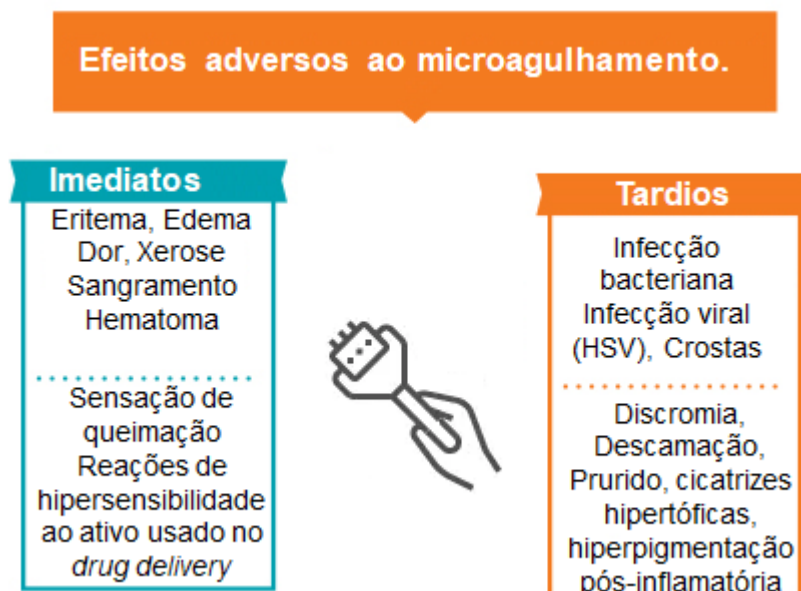 Efeitos adversos ao microagulhamento.
Imediatos
Eritema, Edema
Dor, Xerose
Sangramento
Hematoma
Sensação de
queimação
Reações de
hipersensibilidade
ao ativo usado no
drug delivery
Tardios
Infecção
bacteriana
Infecção viral
(HSV), Crostas
Discromia,
Descamação,
Prurido, cicatrizes
hipertóficas,
hiperpigmentação
pós-inflamatória